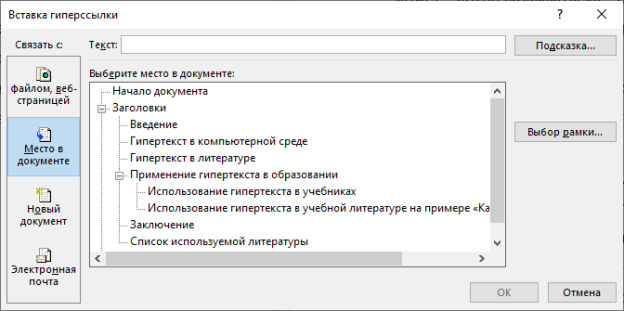 Вставка гиперссылки
? ×
Связать с:
Текст:
Подсказка...
файлом, веб-
страницей
Место в
документе
Новый
документ
Электронная
почта
Выберите место в документе:
Начало документа
Заголовки
Введение
Гипертекст в компьютерной среде
Гипертекст в литературе
Применение гипертекста в образовании
Использование гипертекста в учебниках
Использование гипертекста в учебной литературе на примере «Ка
Заключение
Список используемой литературы
Выбор рамки...
ОК
Отмена